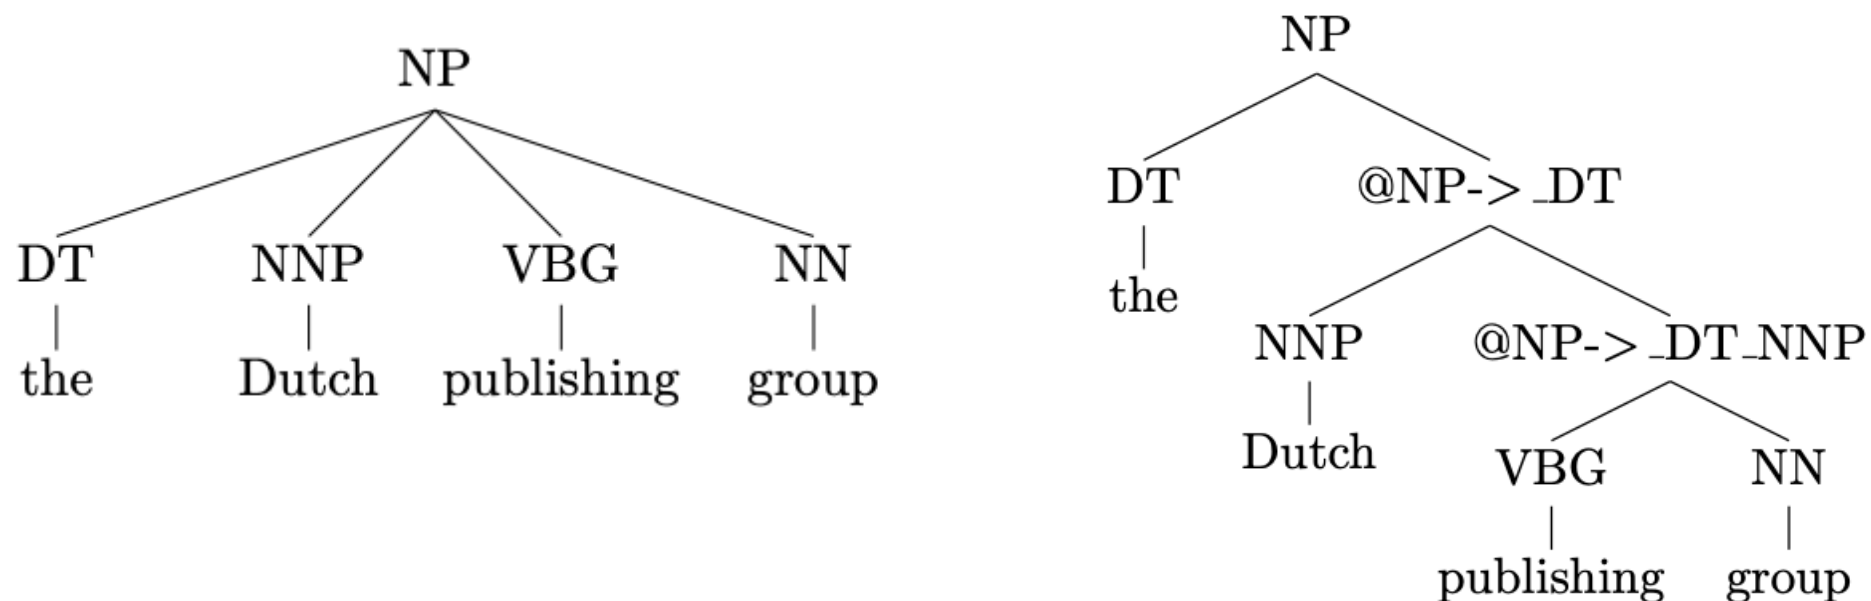 NP
DT NNP VBG NN
the Dutch publishing group
NP
DT @NP-> _DT
the
NNP @NP-> _DT_NNP
Dutch
VBG NN
publishing group